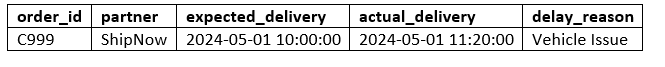 order_id partner expected_delivery actual_delivery delay_reason
C999 ShipNow 2024-05-01 10:00:00 2024-05-01 11:20:00 Vehicle Issue